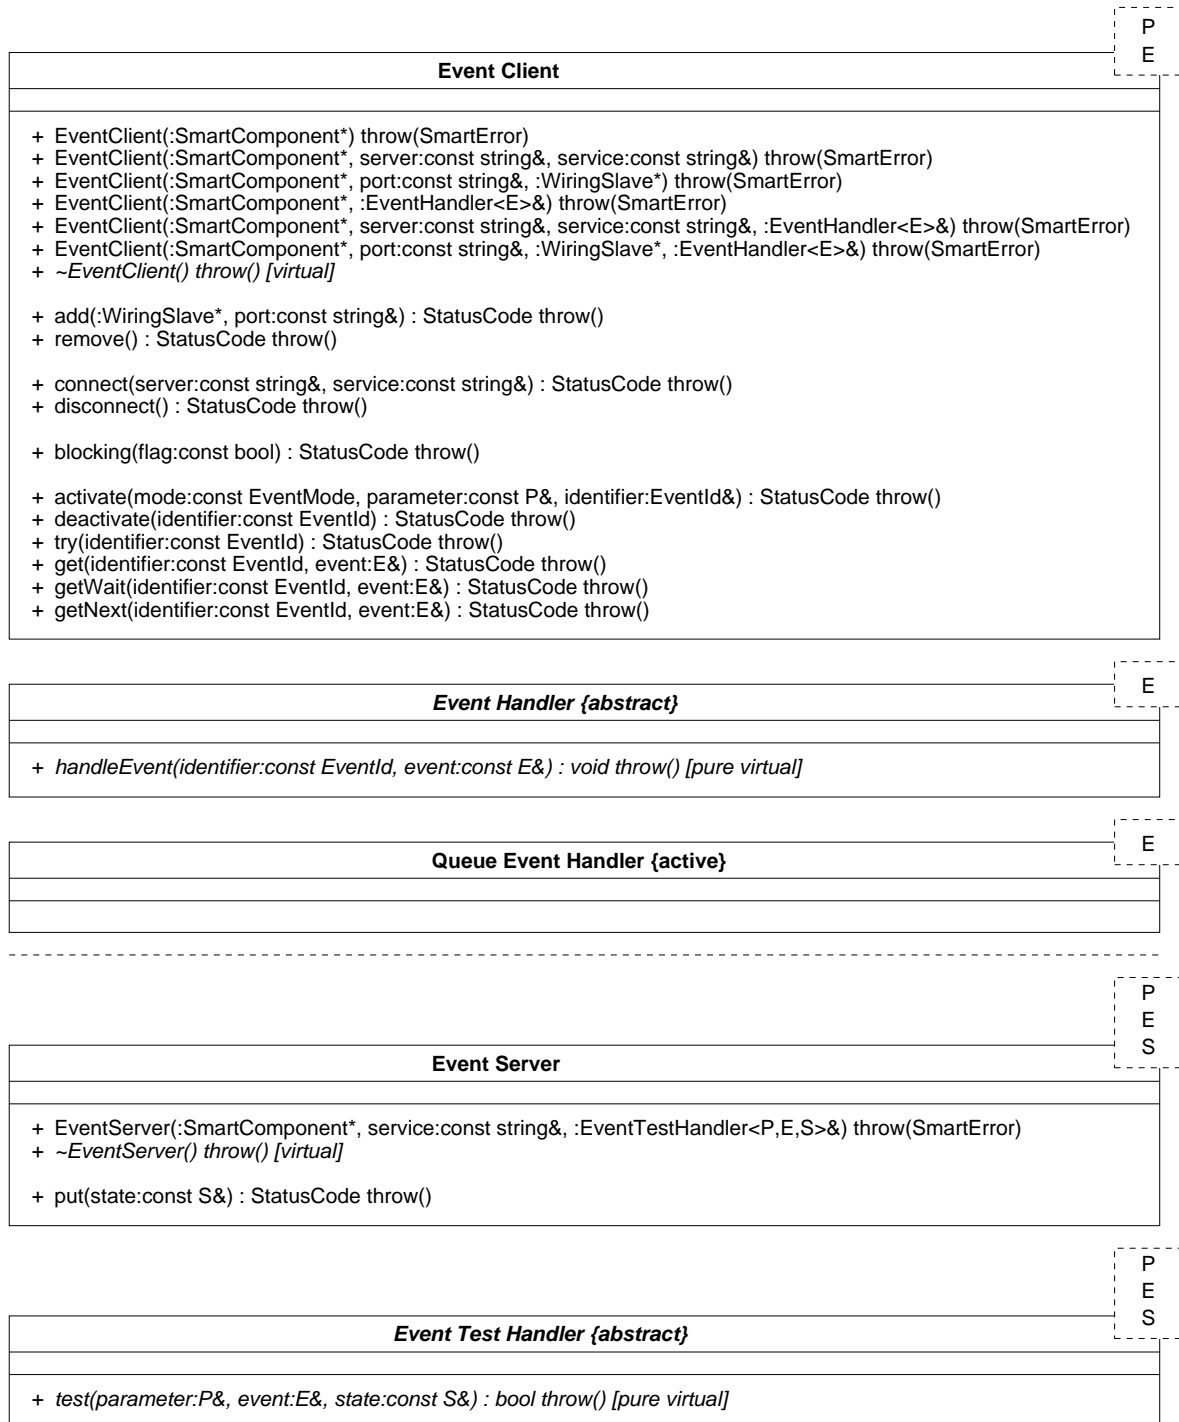 P
E
Event Client
+ EventClient(:SmartComponent*) throw(SmartError)
+ EventClient(:SmartComponent*, server:const string&, service:const string&) throw(SmartError)
+ EventClient(:SmartComponent*, port:const string&, :WiringSlave*) throw(SmartError)
+ EventClient(:SmartComponent*, :EventHandler<E>&) throw(SmartError)
+ EventClient(:SmartComponent*, server:const string&, service:const string&, :EventHandler<E>&) throw(SmartError)
+ EventClient(:SmartComponent*, port:const string&, :WiringSlave*, :EventHandler<E>&) throw(SmartError)
+ ~EventClient() throw() [virtual]
+ add(:WiringSlave*, port:const string&) : StatusCode throw()
+ remove() : StatusCode throw()
+ connect(server:const string&, service:const string&) : StatusCode throw()
+ disconnect() : StatusCode throw()
+ blocking(flag:const bool) : StatusCode throw()
+ activate(mode:const EventMode, parameter:const P&, identifier:EventId&) : StatusCode throw()
+ deactivate(identifier:const EventId) : StatusCode throw()
+ try(identifier:const EventId) : StatusCode throw()
+ get(identifier:const EventId, event:E&) : StatusCode throw()
+ getWait(identifier:const EventId, event:E&) : StatusCode throw()
+ getNext(identifier:const EventId, event:E&) : StatusCode throw()
E
Event Handler {abstract}
+ handleEvent(identifier:const EventId, event:const E&) : void throw() [pure virtual]
E
Queue Event Handler {active}
P
E
S
Event Server
+ EventServer(:SmartComponent*, service:const string&, :EventTestHandler<P,E,S>&) throw(SmartError)
+ ~EventServer() throw() [virtual]
+ put(state:const S&) : StatusCode throw()
P
E
S
Event Test Handler {abstract}
+ test(parameter:P&, event:E&, state:const S&) : bool throw() [pure virtual]